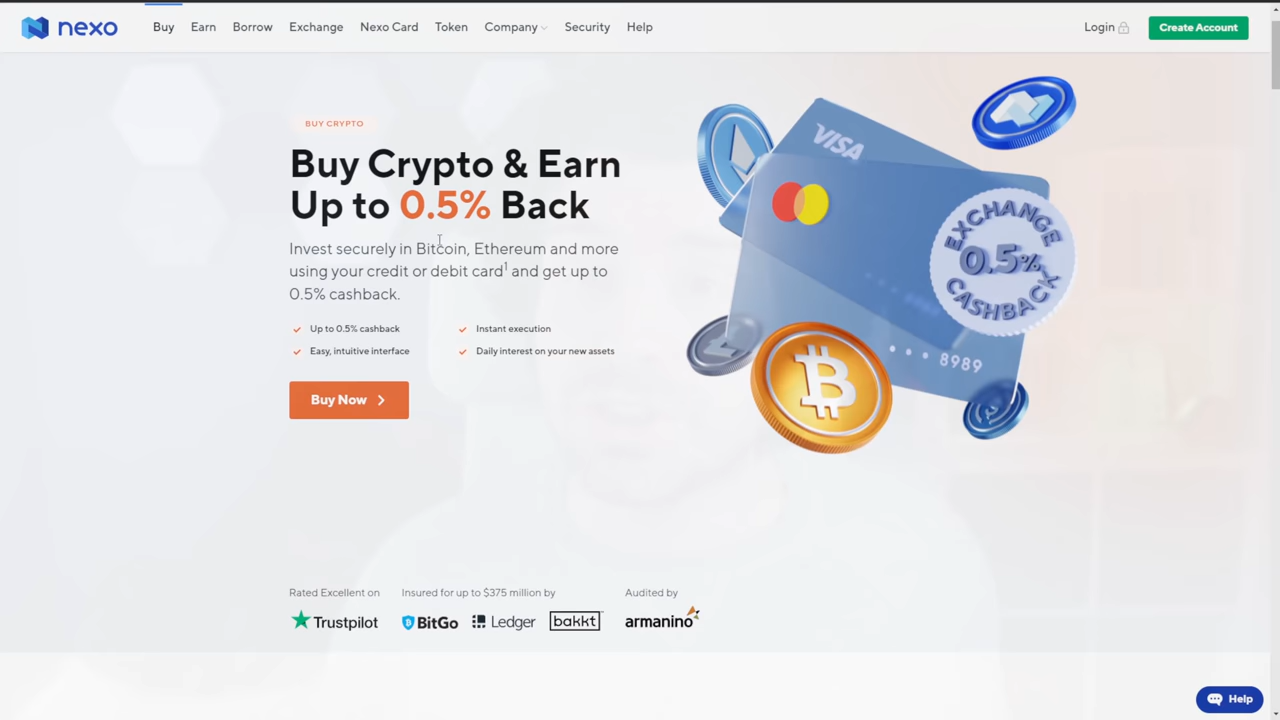 nexo
Buy Earn Borrow Exchange Nexo Card Token Company Security Help
Login
Create Account
BUY CRYPTO
Buy Crypto & Earn
Up to 0.5% Back
Invest securely in Bitcoin, Ethereum and more
using your credit or debit card¹ and get up to
0.5% cashback.
Up to 0.5% cashback
Instant execution
Easy, intuitive interface
Daily interest on your new assets
Buy Now
VISA
EXCHANGE
0.5%
CASHBACK
8989
Rated Excellent on
Trustpilot
Insured for up to $375 million by
BitGo Ledger bakkt
Audited by
armanino
Help